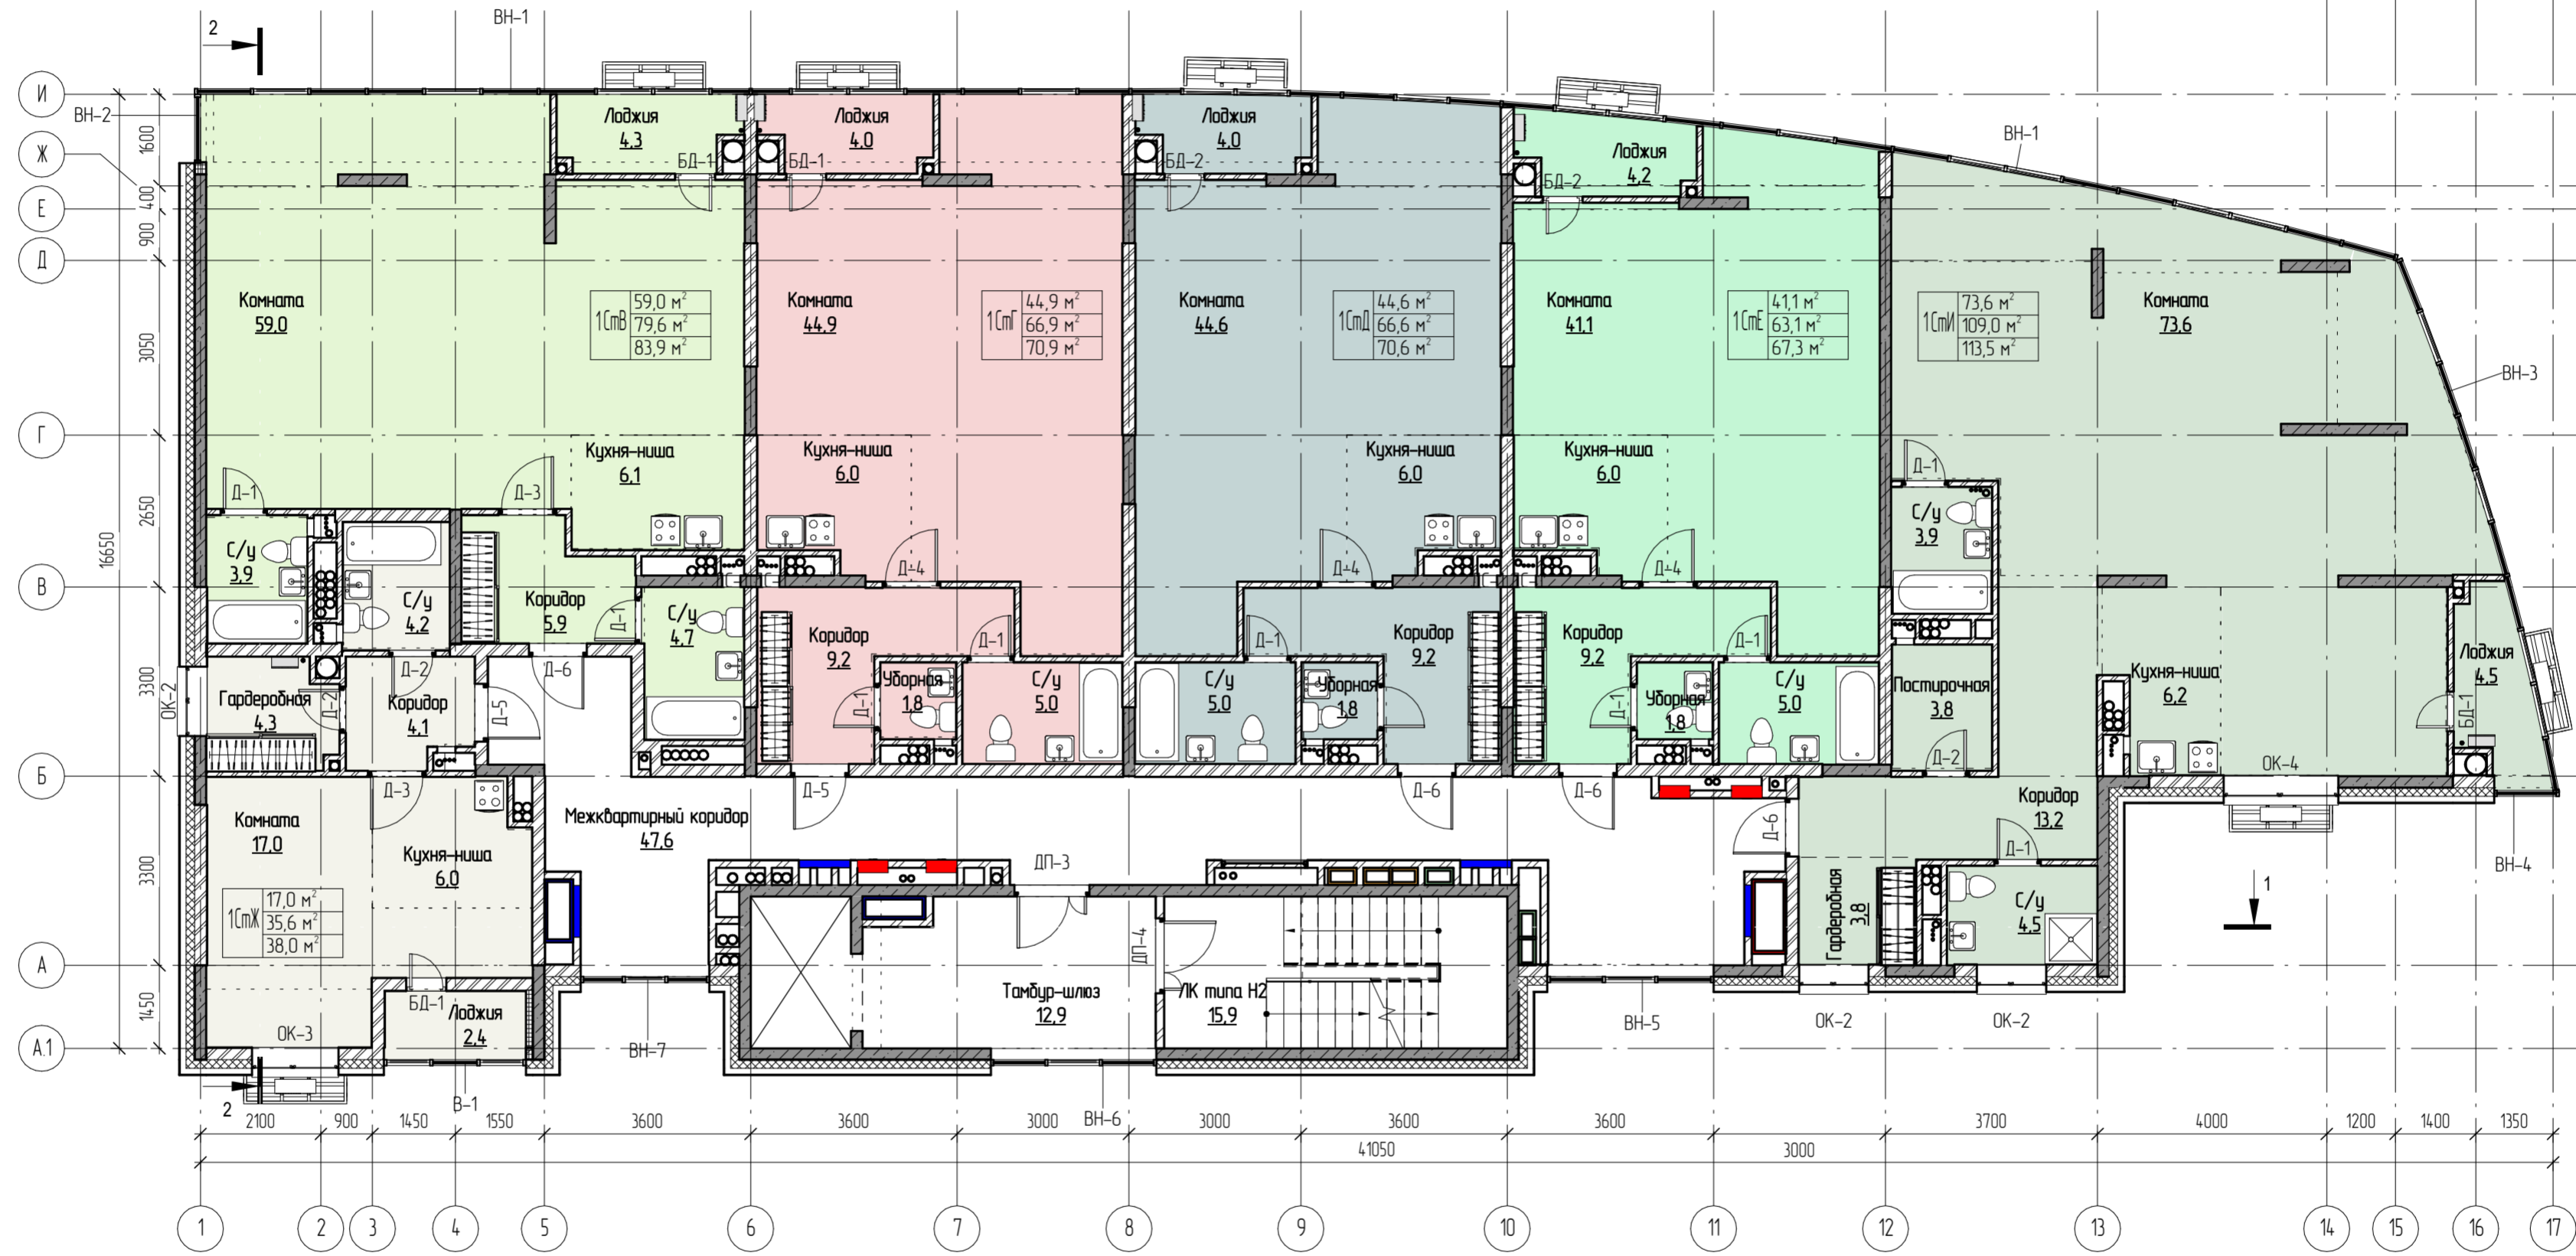 2
ВН-1
И
Ж
Е
Д
Г
В
Б
А
А.1
ВН-2
1600
400
900
3050
2650
3300
3300
1450
16650
Лоджия
4,3
БД-1
Лоджия
4,0
БД-1
Лоджия
4,0
БД-2
Лоджия
4,2
БД-2
ВН-1
Комната
59,0
1СтВ
59,0 м²
79,6 м²
83,9 м²
Комната
44,9
1СтГ
44,9 м²
66,9 м²
70,9 м²
Комната
44,6
1СтД
44,6 м²
66,6 м²
70,6 м²
Комната
41,1
1СтЕ
41,1 м²
63,1 м²
67,3 м²
1СтИ
73,6 м²
109,0 м²
113,5 м²
Комната
73,6
ВН-3
Кухня-ниша
6,1
Кухня-ниша
6,0
Кухня-ниша
6,0
Кухня-ниша
6,0
Д-1
Д-3
Д-1
С/у
3,9
С/у
4,2
Коридор
5,9
Д-1
С/у
4,7
Д-4
Д-4
Д-4
С/у
3,9
Коридор
9,2
Д-1
Д-1
Коридор
9,2
Коридор
9,2
Д-1
Д-2
Д-6
ОК-2
Гардеробная
4,3
Д-2
Коридор
4,1
Д-5
Уборная
1,8
Д-1
С/у
5,0
С/у
5,0
Уборная
1,8
Д-1
Д-1
Уборная
1,8
С/у
5,0
Постирочная
3,8
Д-2
Кухня-ниша
6,2
Лоджия
4,5
БД-1
ОК-4
Д-3
Д-5
Д-6
Д-6
Комната
17,0
Кухня-ниша
6,0
1СтЖ
17,0 м²
35,6 м²
38,0 м²
Межквартирный коридор
47,6
ДП-3
Д-6
Коридор
13,2
Д-1
ВН-4
Гардеробная
3,8
С/у
4,5
1
БД-1
Лоджия
2,4
ОК-3
Тамбур-шлюз
12,9
ДП-4
ЛК типа Н2
15,9
ВН-7
ВН-5
ОК-2
ОК-2
2
В-1
ВН-6
2100
900
1450
1550
3600
3600
3000
3000
3600
3600
3000
3700
4000
1200
1400
1350
41050
1
2
3
4
5
6
7
8
9
10
11
12
13
14
15
16
17